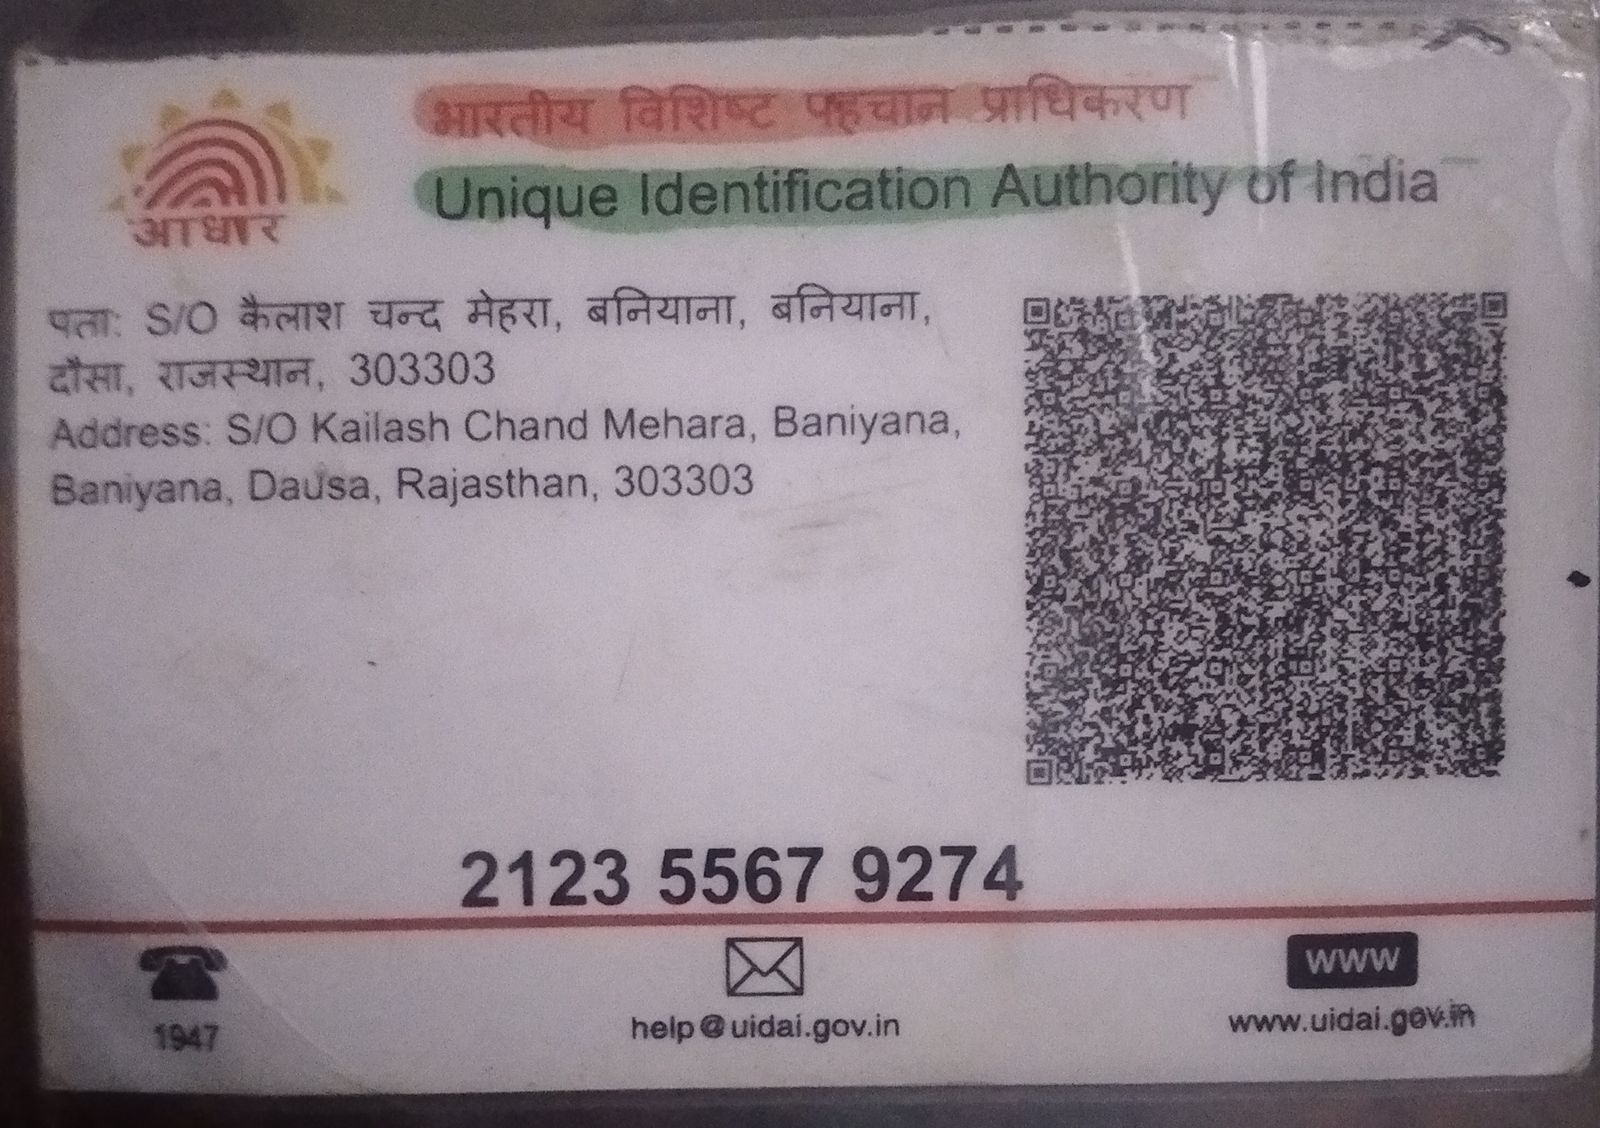 भारतीय विशिष्ट पहचान प्राधिकरण
Unique Identification Authority of India
आधार
पता: S/O कैलाश चन्द मेहरा, बनियाना, बनियाना,
दौसा, राजस्थान, 303303
Address: S/O Kailash Chand Mehara, Baniyana,
Baniyana, Dausa, Rajasthan, 303303
2123 5567 9274
WWW
1947
help@uidai.gov.in
www.uidai.gov.in